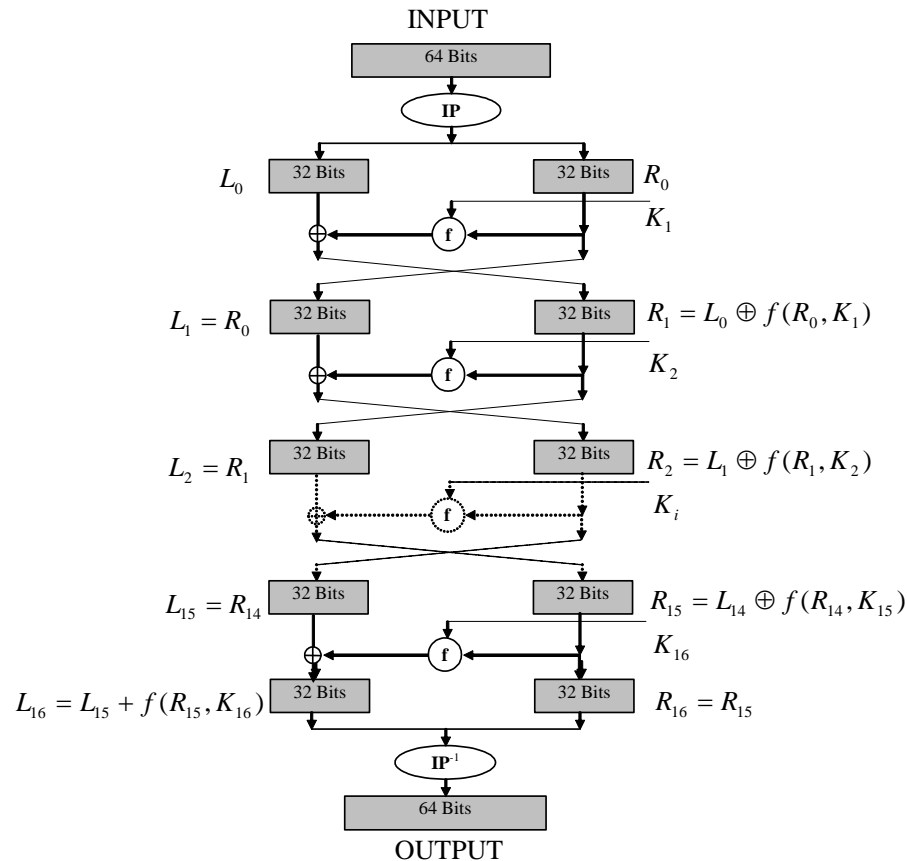 INPUT
64 Bits
IP
L₀ 32 Bits 32 Bits R₀
f K₁
L₁ = R₀ 32 Bits 32 Bits R₁ = L₀ ⊕ f(R₀, K₁)
f K₂
L₂ = R₁ 32 Bits 32 Bits R₂ = L₁ ⊕ f(R₁, K₂)
f Kᵢ
L₁₅ = R₁₄ 32 Bits 32 Bits R₁₅ = L₁₄ ⊕ f(R₁₄, K₁₅)
f K₁₆
L₁₆ = L₁₅ + f(R₁₅, K₁₆) 32 Bits 32 Bits R₁₆ = R₁₅
IP⁻¹
64 Bits
OUTPUT